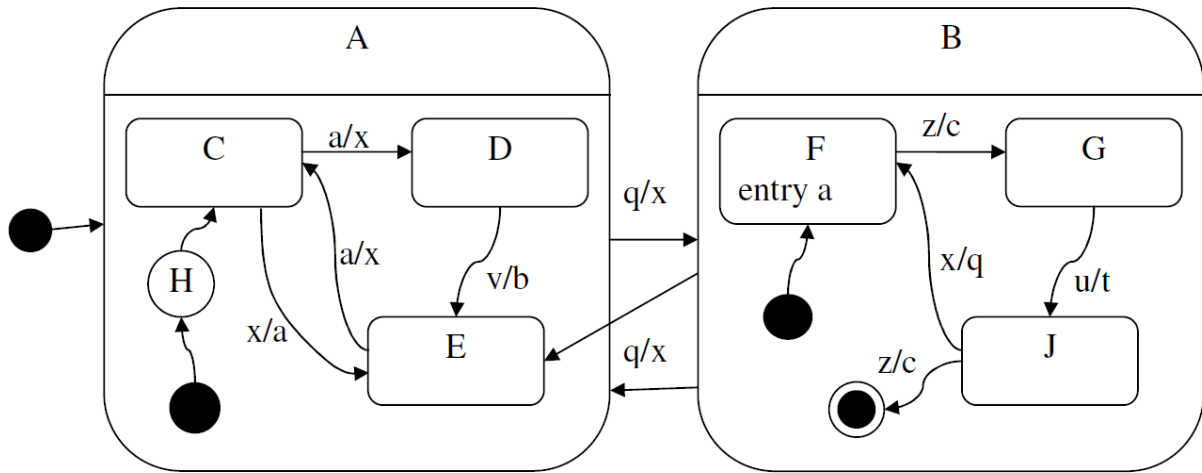 A
B
C
a/x
D
F
entry a
z/c
G
q/x
H
a/x
v/b
x/q
u/t
x/a
E
q/x
J
z/c